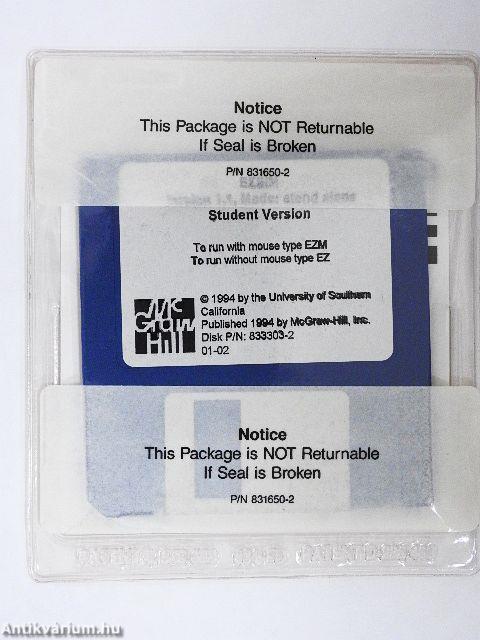 Notice
This Package is NOT Returnable
If Seal is Broken
P/N 831650-2
Student Version
To run with mouse type EZM
To run without mouse type EZ
Mc
Graw
Hill
© 1994 by the University of Southern
California
Published 1994 by McGraw-Hill, Inc.
Disk P/N: 833303-2
01-02
Notice
This Package is NOT Returnable
If Seal is Broken
P/N 831650-2
Antikvárium.hu